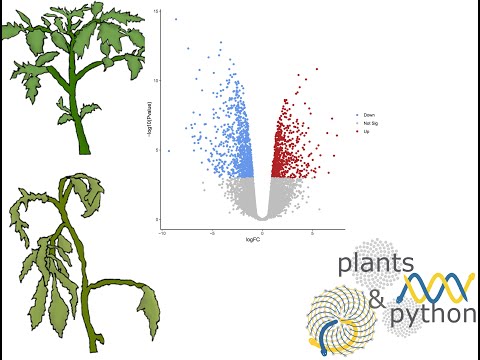 15
10
5
0
−10
−5
0
5
logFC
−log10(Pvalue)
Down
Not Sig
Up
plants
& python